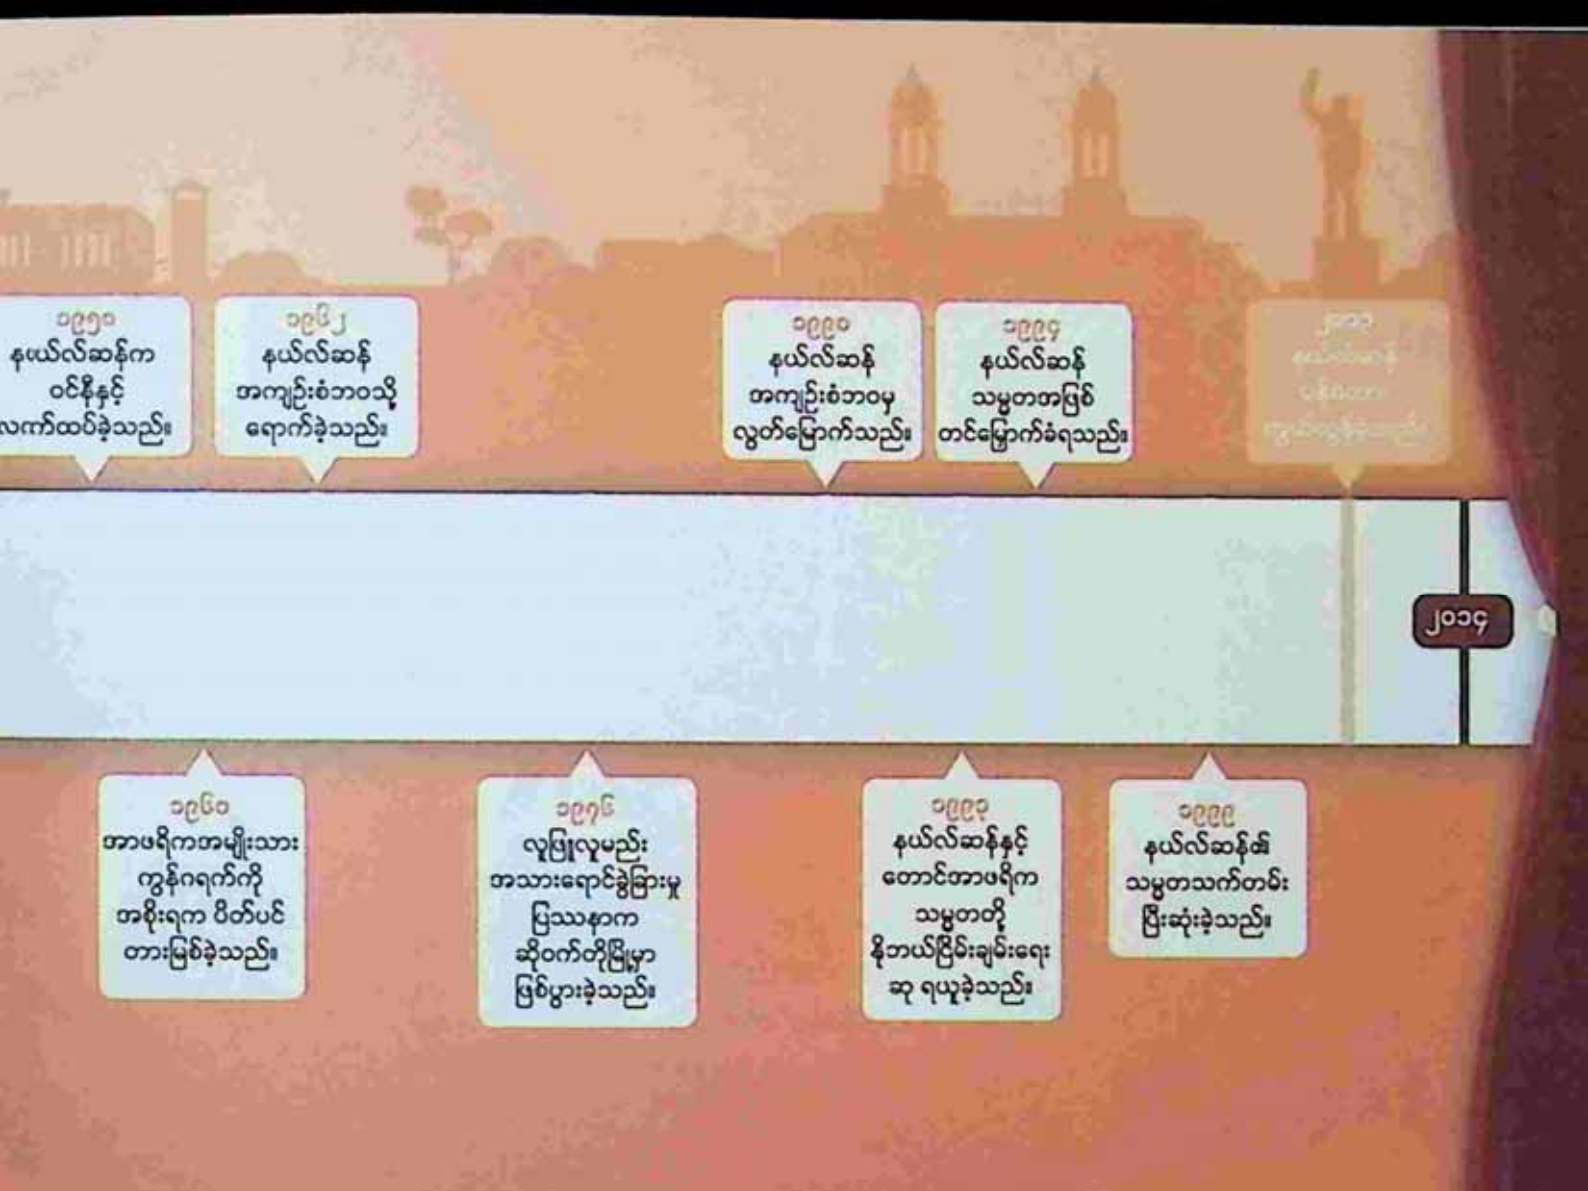 ၁၉၅၀
နယ်လ်ဆန်က
ဝင်နီနှင့်
လက်ထပ်ခဲ့သည်။
၁၉၆၂
နယ်လ်ဆန်
အကျဉ်းစံဘဝသို့
ရောက်ခဲ့သည်။
၁၉၉၀
နယ်လ်ဆန်
အကျဉ်းစံဘဝမှ
လွတ်မြောက်သည်။
၁၉၉၄
နယ်လ်ဆန်
သမ္မတအဖြစ်
တင်မြှောက်ခံရသည်။
နယ်လ်ဆန်
၂၀၁၄
၁၉၆၀
အာဖရိကအမျိုးသား
ကွန်ဂရက်ကို
အစိုးရက ပိတ်ပင်
တားမြစ်ခဲ့သည်။
၁၉၇၆
လူဖြူလူမည်း
အသားရောင်ခွဲခြားမှု
ပြဿနာက
ဆိုဝက်တိုမြို့မှာ
ဖြစ်ပွားခဲ့သည်။
၁၉၉၃
နယ်လ်ဆန်နှင့်
တောင်အာဖရိက
သမ္မတတို့
နိုဘယ်ငြိမ်းချမ်းရေး
ဆု ရယူခဲ့သည်။
၁၉၉၉
နယ်လ်ဆန်၏
သမ္မတသက်တမ်း
ပြီးဆုံးခဲ့သည်။